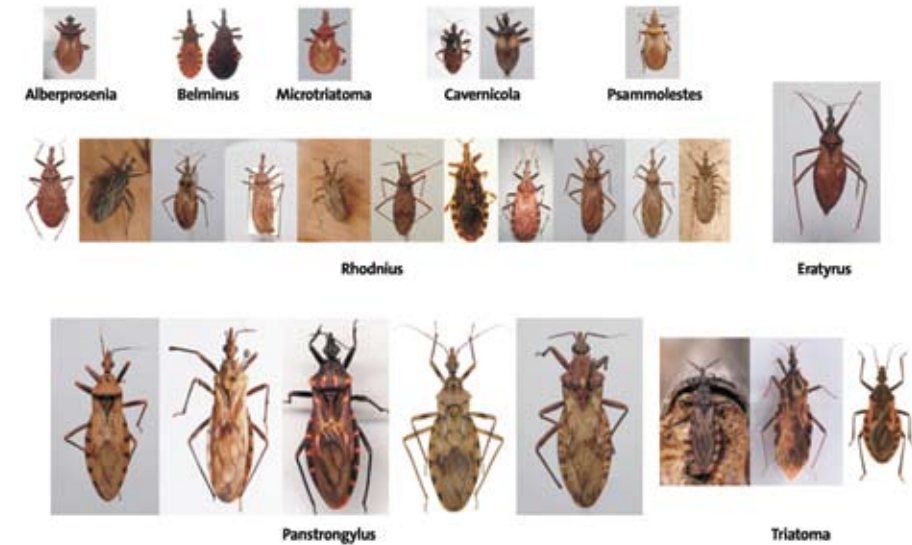 Alberprosenia
Belminus
Microtriatoma
Cavernicola
Psammolestes
Rhodnius
Eratyrus
Panstrongylus
Triatoma